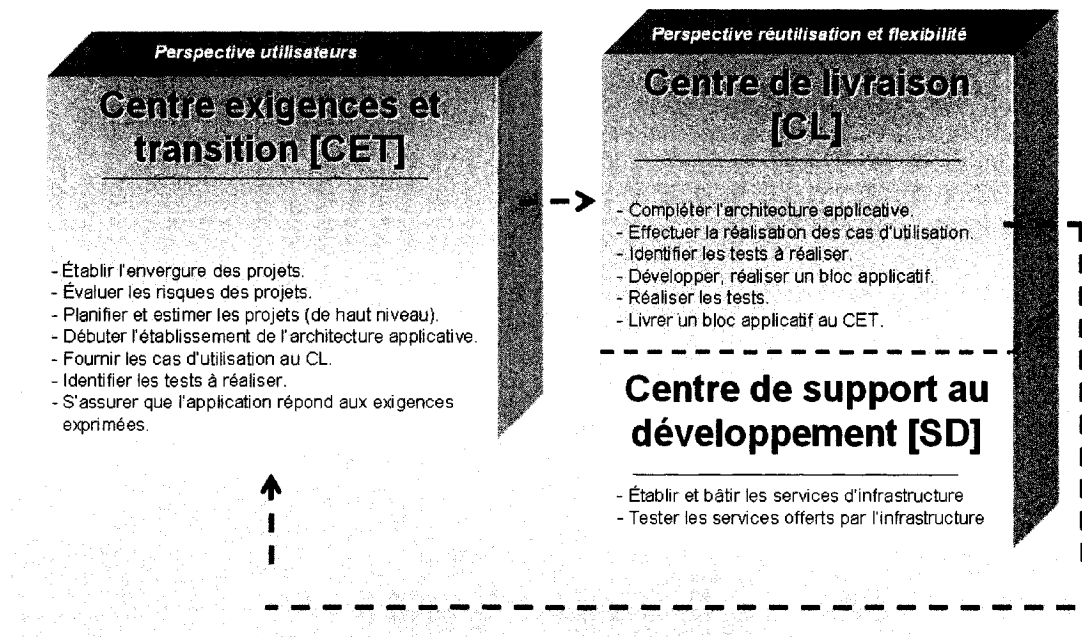 Perspective utilisateurs
Centre exigences et
transition [CET]
- Établir l'envergure des projets.
- Évaluer les risques des projets.
- Planifier et estimer les projets (de haut niveau).
- Débuter l'établissement de l'architecture applicative.
- Fournir les cas d'utilisation au CL.
- Identifier les tests à réaliser.
- S'assurer que l'application répond aux exigences
exprimées.
Perspective réutilisation et flexibilité
Centre de livraison
[CL]
- Compléter l'architecture applicative.
- Effectuer la réalisation des cas d'utilisation.
- Identifier les tests à réaliser.
- Développer, réaliser un bloc applicatif.
- Réaliser les tests.
- Livrer un bloc applicatif au CET.
Centre de support au
développement [SD]
- Établir et bâtir les services d'infrastructure
- Tester les services offerts par l'infrastructure